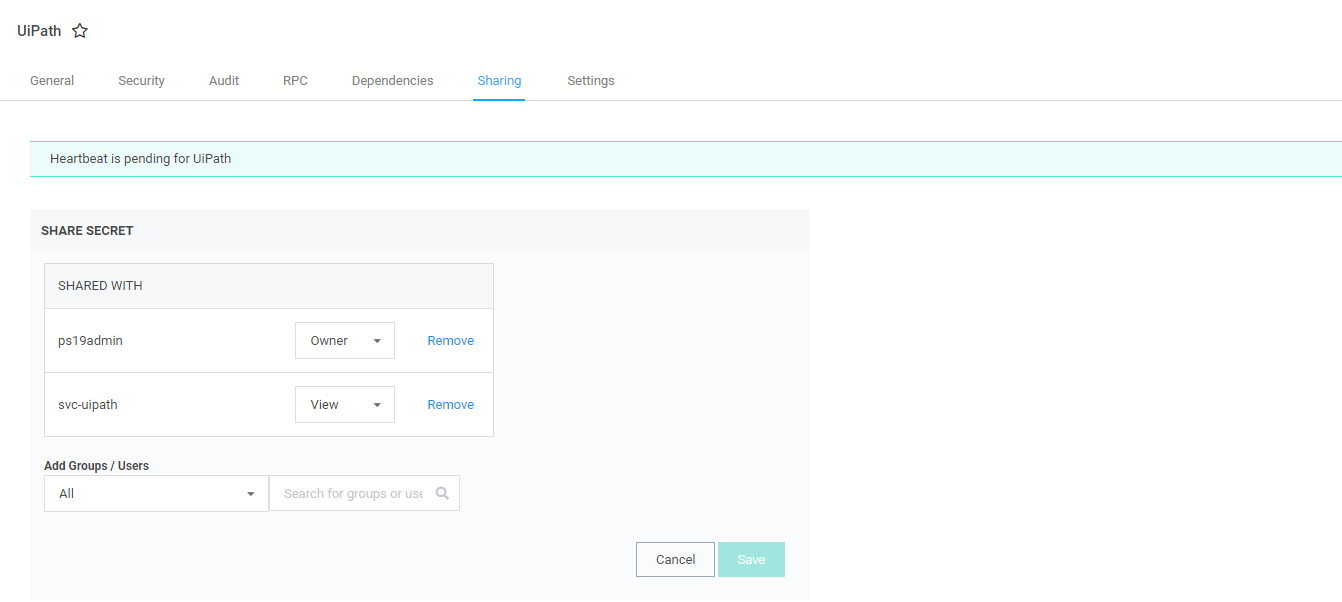 UiPath
General Security Audit RPC Dependencies Sharing Settings
Heartbeat is pending for UiPath
SHARE SECRET
SHARED WITH
ps19admin Owner Remove
svc-uipath View Remove
Add Groups / Users
All Search for groups or use
Cancel Save